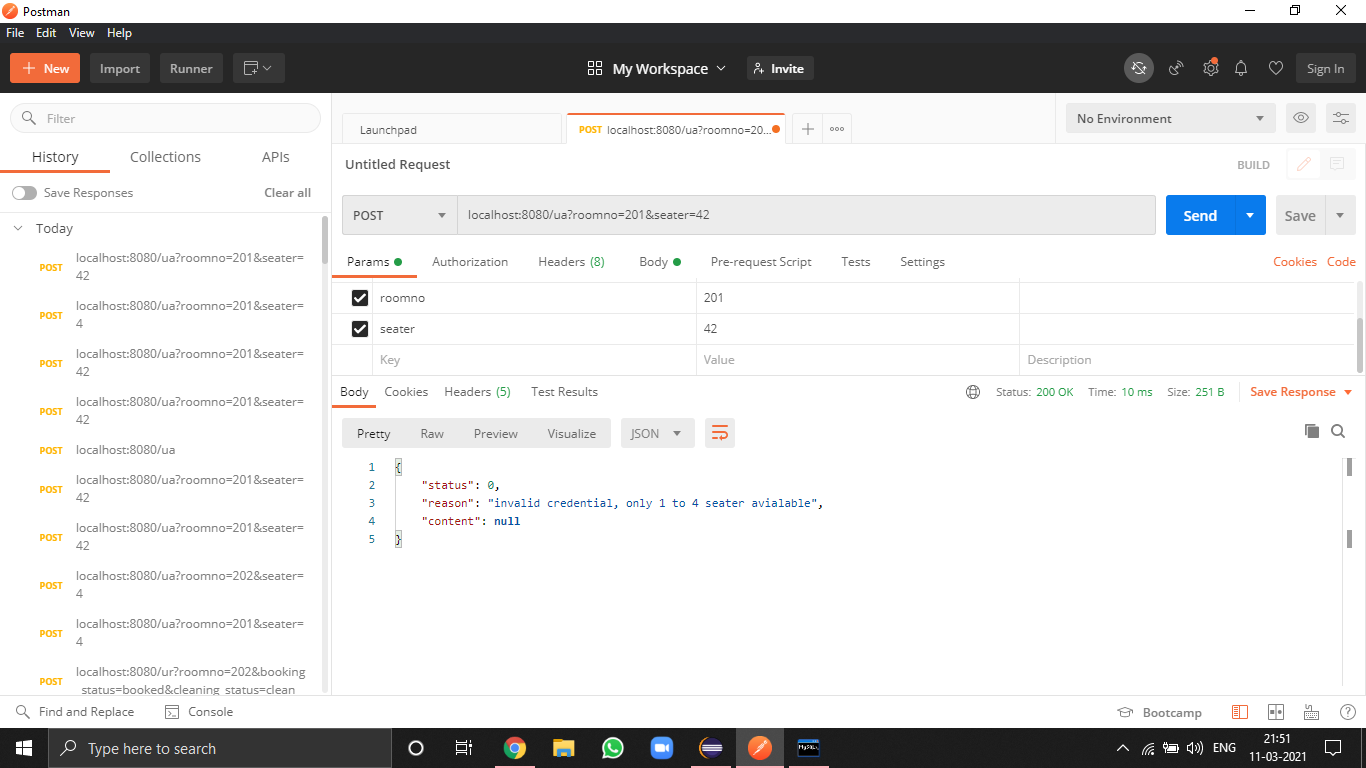 Postman
File Edit View Help
New Import Runner My Workspace Invite Sign In
Filter
History Collections APIs
Save Responses Clear all
Today
POST localhost:8080/ua?roomno=201&seater=
42
POST localhost:8080/ua?roomno=201&seater=
4
POST localhost:8080/ua?roomno=201&seater=
42
POST localhost:8080/ua?roomno=201&seater=
42
POST localhost:8080/ua
POST localhost:8080/ua?roomno=201&seater=
42
POST localhost:8080/ua?roomno=201&seater=
42
POST localhost:8080/ua?roomno=202&seater=
4
POST localhost:8080/ua?roomno=201&seater=
4
POST localhost:8080/ur?roomno=202&booking
_status=booked&cleaning_status=clean
Launchpad POST localhost:8080/ua?roomno=20... No Environment
Untitled Request BUILD
POST localhost:8080/ua?roomno=201&seater=42 Send Save
Params Authorization Headers (8) Body Pre-request Script Tests Settings Cookies Code
roomno 201
seater 42
Key Value Description
Body Cookies Headers (5) Test Results Status: 200 OK Time: 10 ms Size: 251 B Save Response
Pretty Raw Preview Visualize JSON
1 {
2 "status": 0,
3 "reason": "invalid credential, only 1 to 4 seater avialable",
4 "content": null
5 }
Find and Replace Console Bootcamp
Type here to search MySQL ENG 21:51
11-03-2021